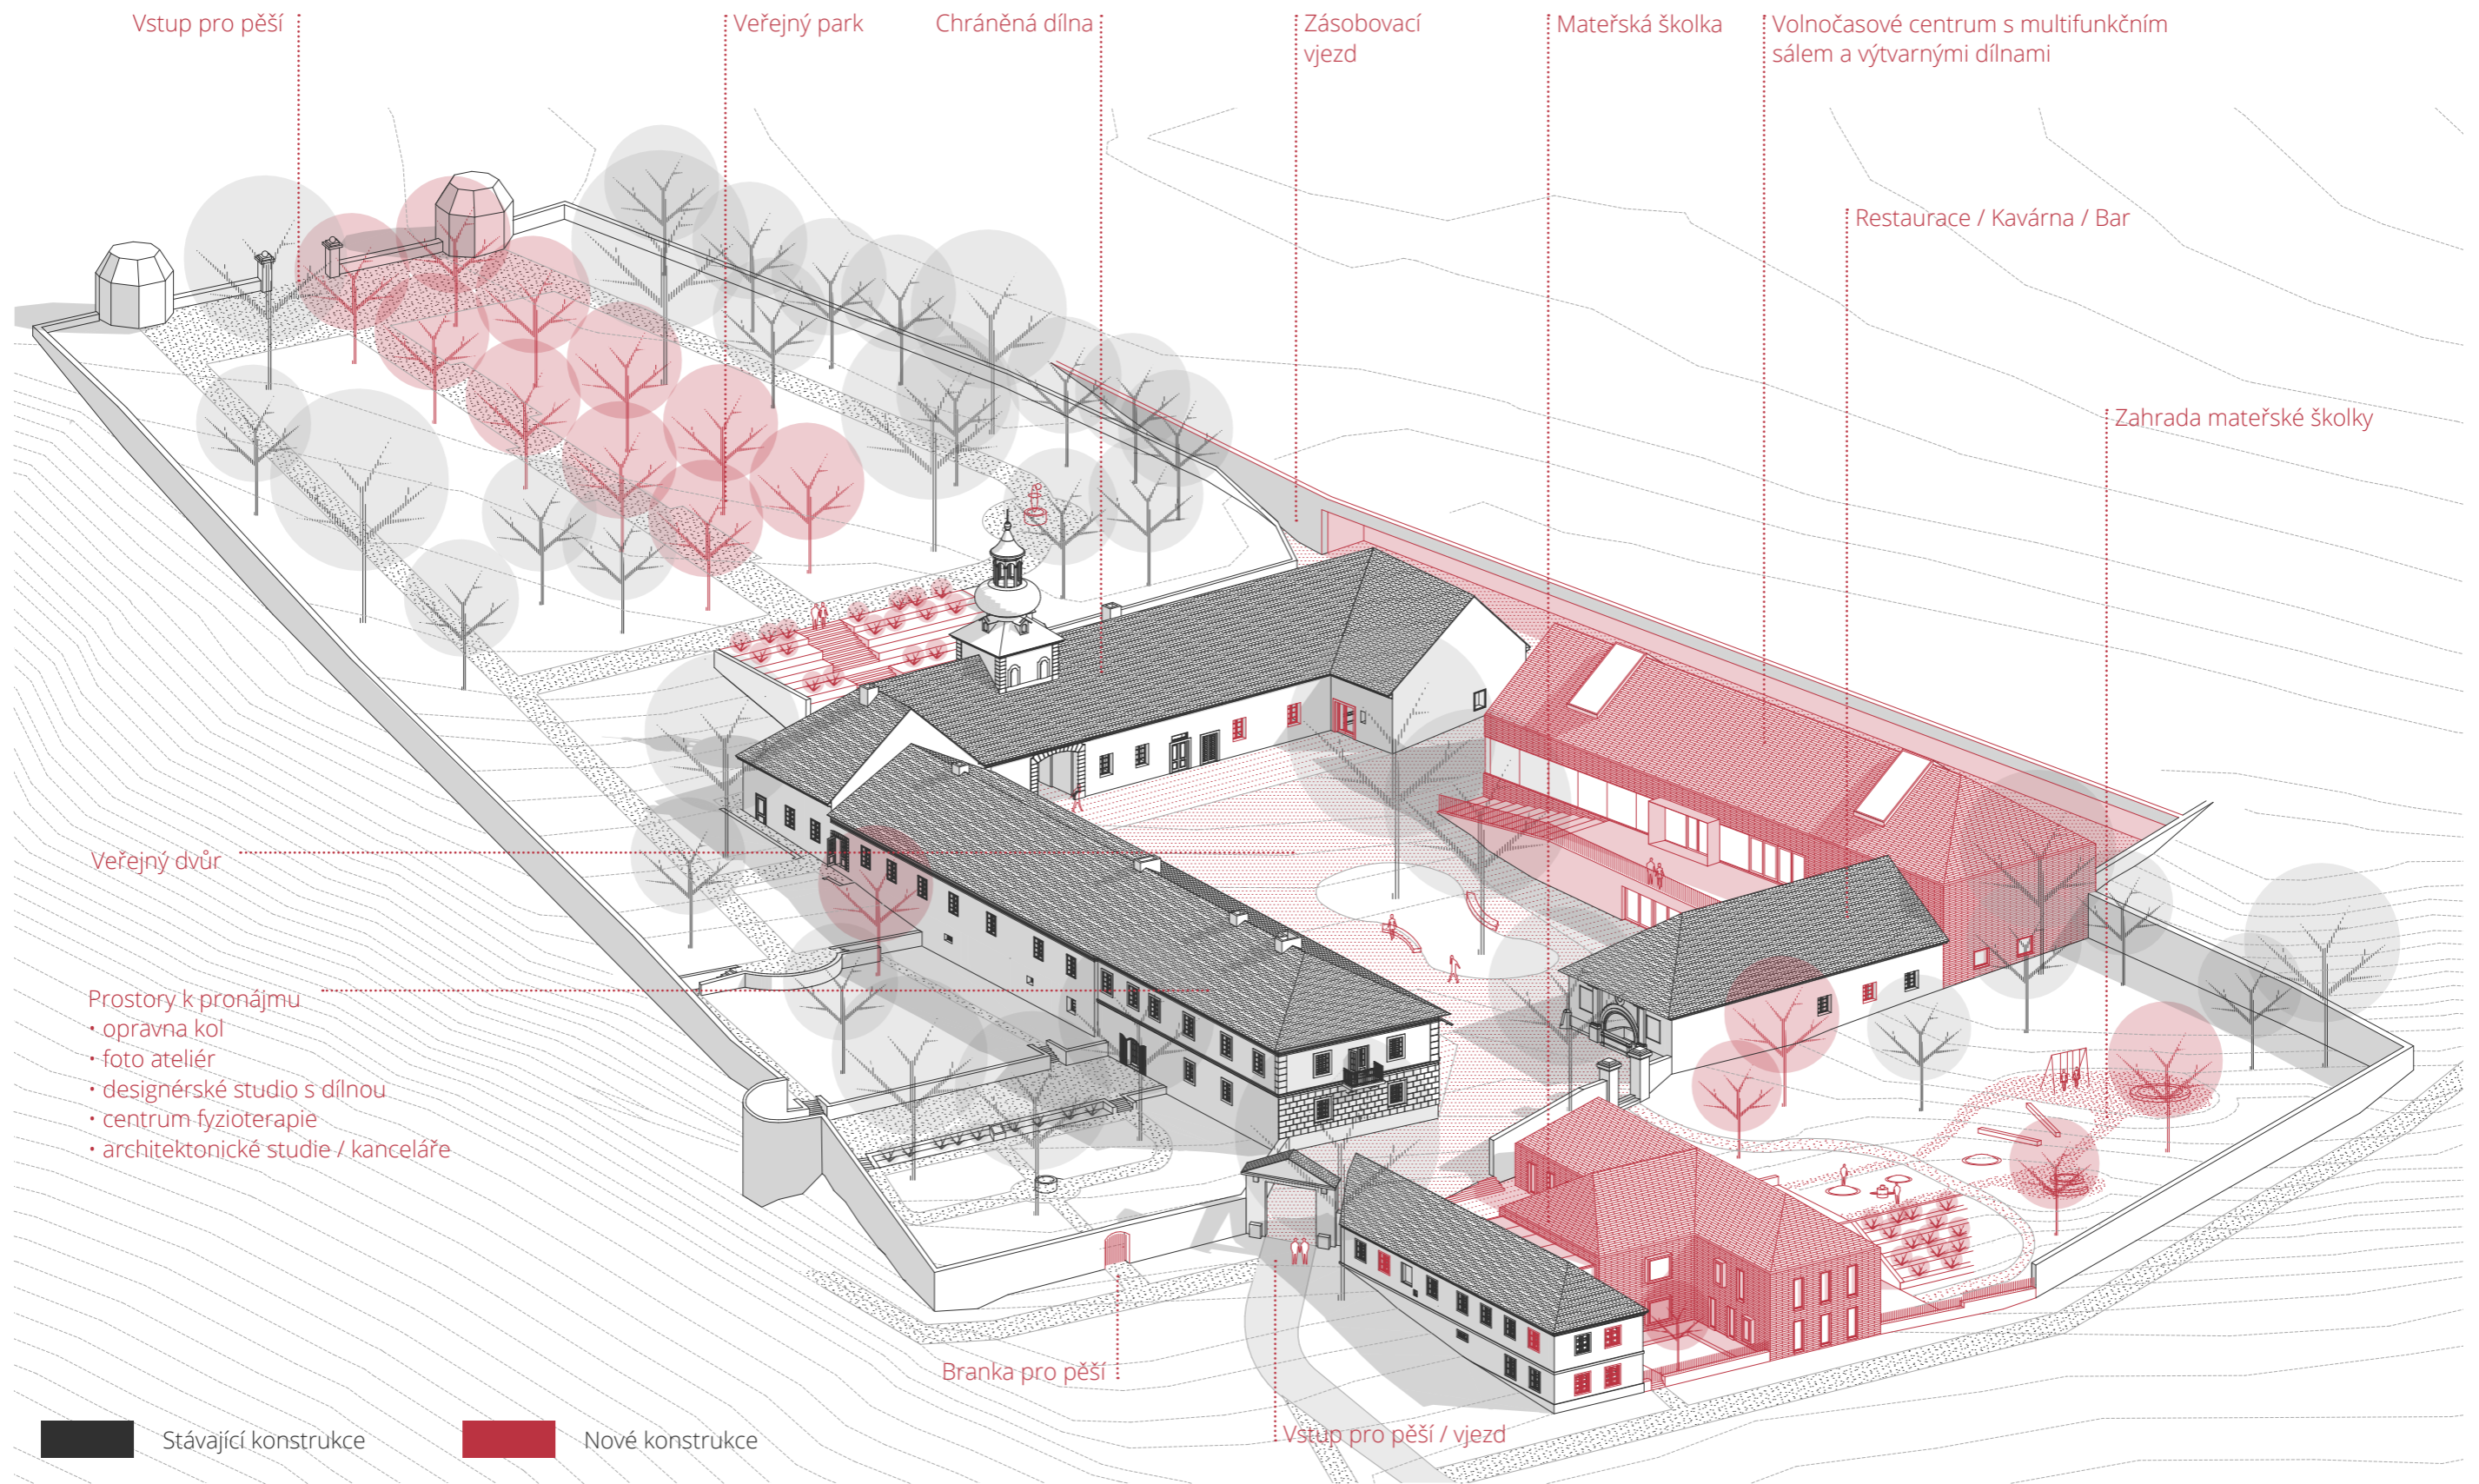 Vstup pro pěší
Veřejný park
Chráněná dílna
Zásobovací
vjezd
Mateřská školka
Volnočasové centrum s multifunkčním
sálem a výtvarnými dílnami
Restaurace / Kavárna / Bar
Zahrada mateřské školky
Veřejný dvůr
Prostory k pronájmu
• opravna kol
• foto ateliér
• designérské studio s dílnou
• centrum fyzioterapie
• architektonické studie / kanceláře
Branka pro pěší
Vstup pro pěší / vjezd
Stávající konstrukce
Nové konstrukce